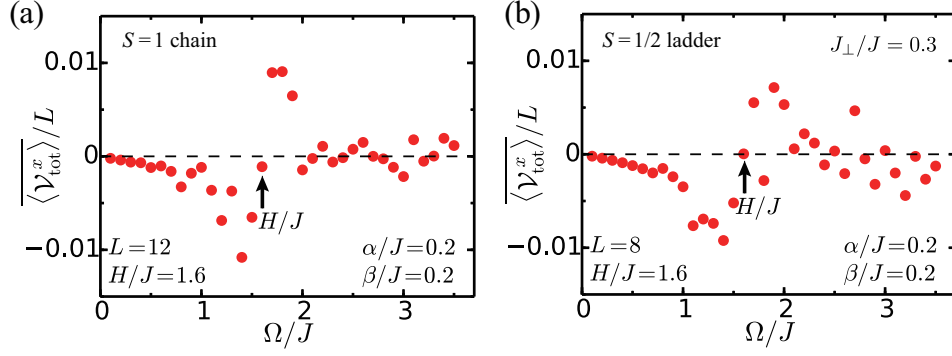 (a)
S=1 chain
0.01
0
−0.01
⟨𝒱ˣₜₒₜ⟩/L
H/J
L=12
H/J=1.6
α/J=0.2
β/J=0.2
0 1 2 3
Ω/J
(b)
S=1/2 ladder
J⊥/J=0.3
0.01
0
−0.01
⟨𝒱ˣₜₒₜ⟩/L
H/J
L=8
H/J=1.6
α/J=0.2
β/J=0.2
0 1 2 3
Ω/J